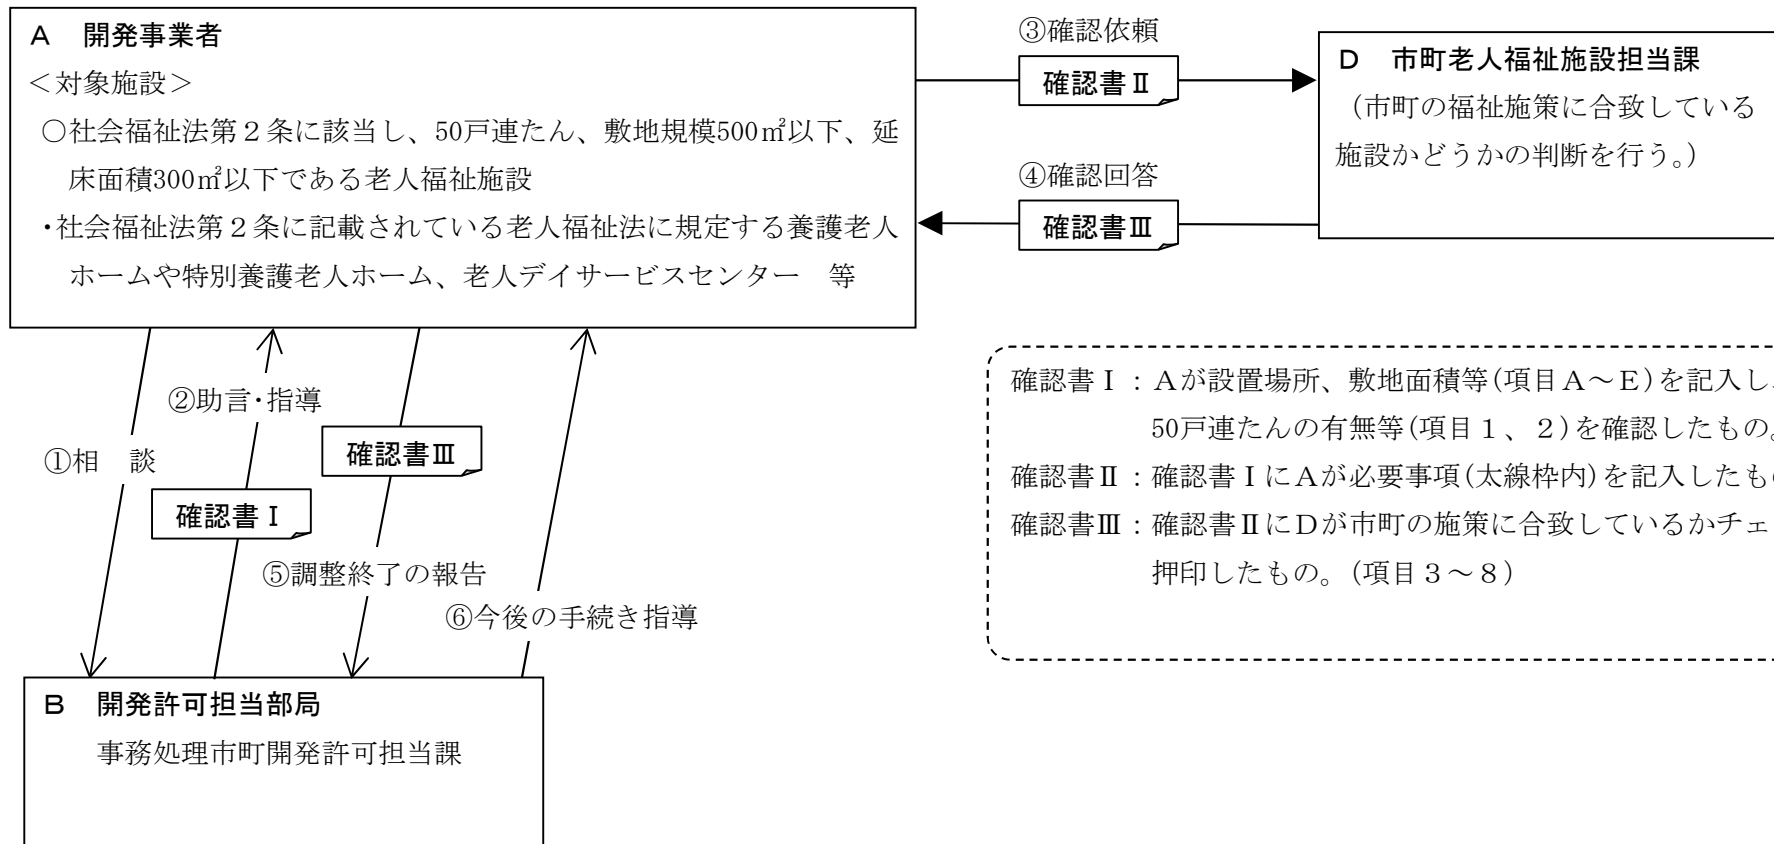 A 開発事業者
＜対象施設＞
○社会福祉法第２条に該当し、50戸連たん、敷地規模500㎡以下、延
床面積300㎡以下である老人福祉施設
・社会福祉法第２条に記載されている老人福祉法に規定する養護老人
ホームや特別養護老人ホーム、老人デイサービスセンター 等
③確認依頼
確認書Ⅱ
④確認回答
確認書Ⅲ
D 市町老人福祉施設担当課
（市町の福祉施策に合致している
施設かどうかの判断を行う。）
①相 談
②助言・指導
確認書Ⅰ
確認書Ⅲ
⑤調整終了の報告
⑥今後の手続き指導
確認書Ⅰ：Ａが設置場所、敷地面積等(項目Ａ～Ｅ)を記入し、
50戸連たんの有無等(項目１、２)を確認したもの。
確認書Ⅱ：確認書ⅠにＡが必要事項(太線枠内)を記入したも
確認書Ⅲ：確認書ⅡにＤが市町の施策に合致しているかチェ
押印したもの。(項目３～８)
B 開発許可担当部局
事務処理市町開発許可担当課